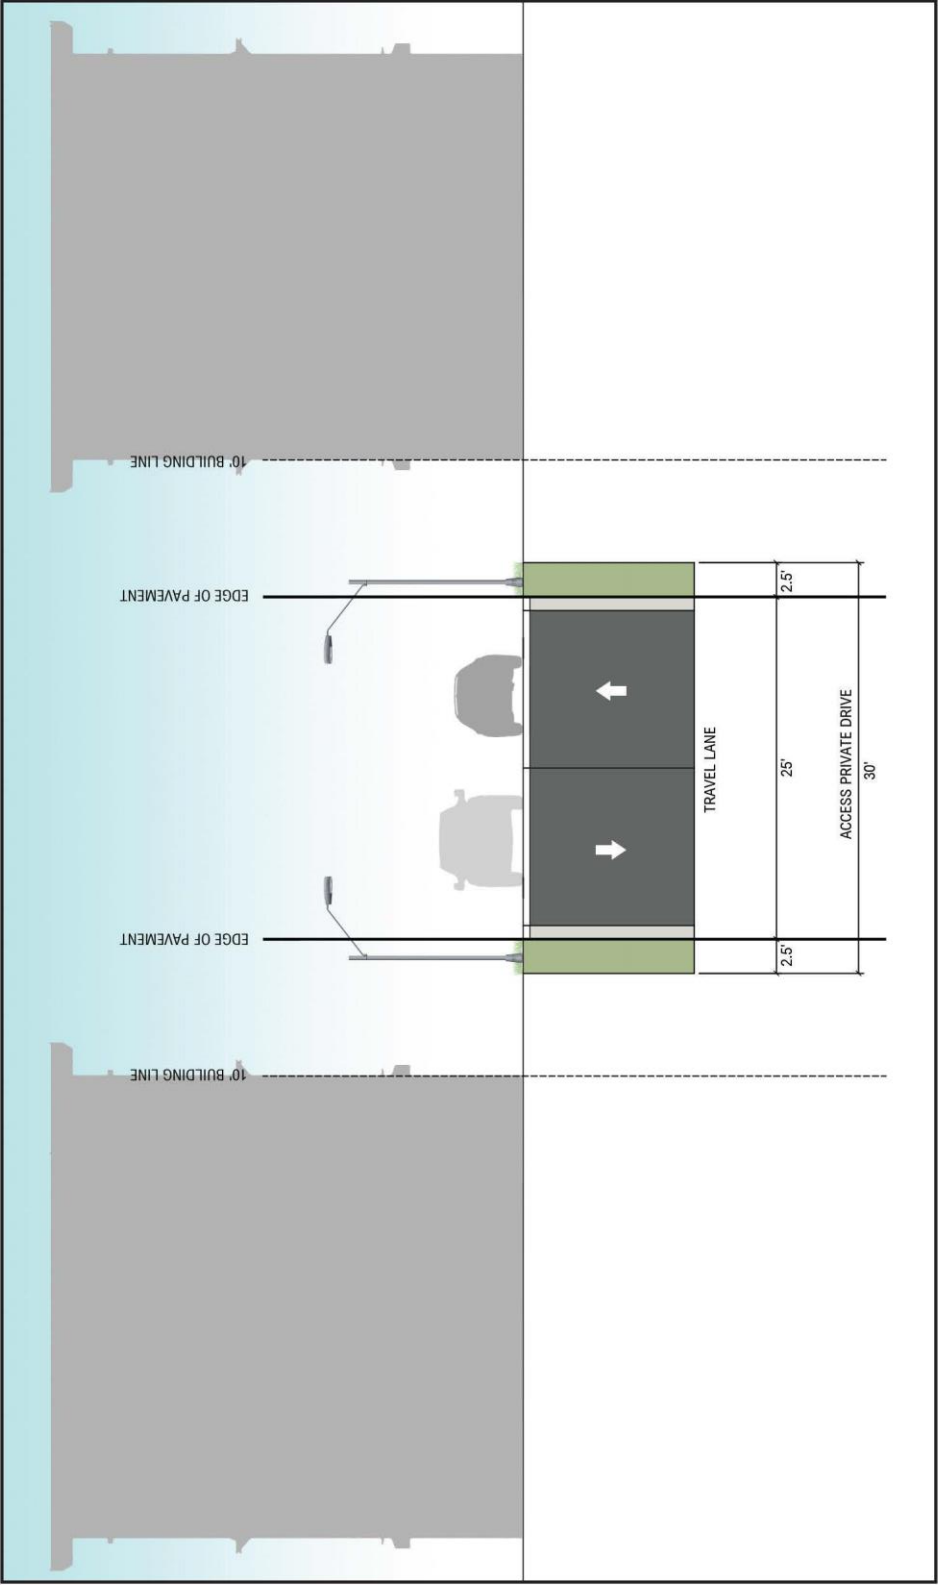 10' BUILDING LINE
EDGE OF PAVEMENT
EDGE OF PAVEMENT
10' BUILDING LINE
TRAVEL LANE
2.5'
25'
2.5'
ACCESS PRIVATE DRIVE
30'